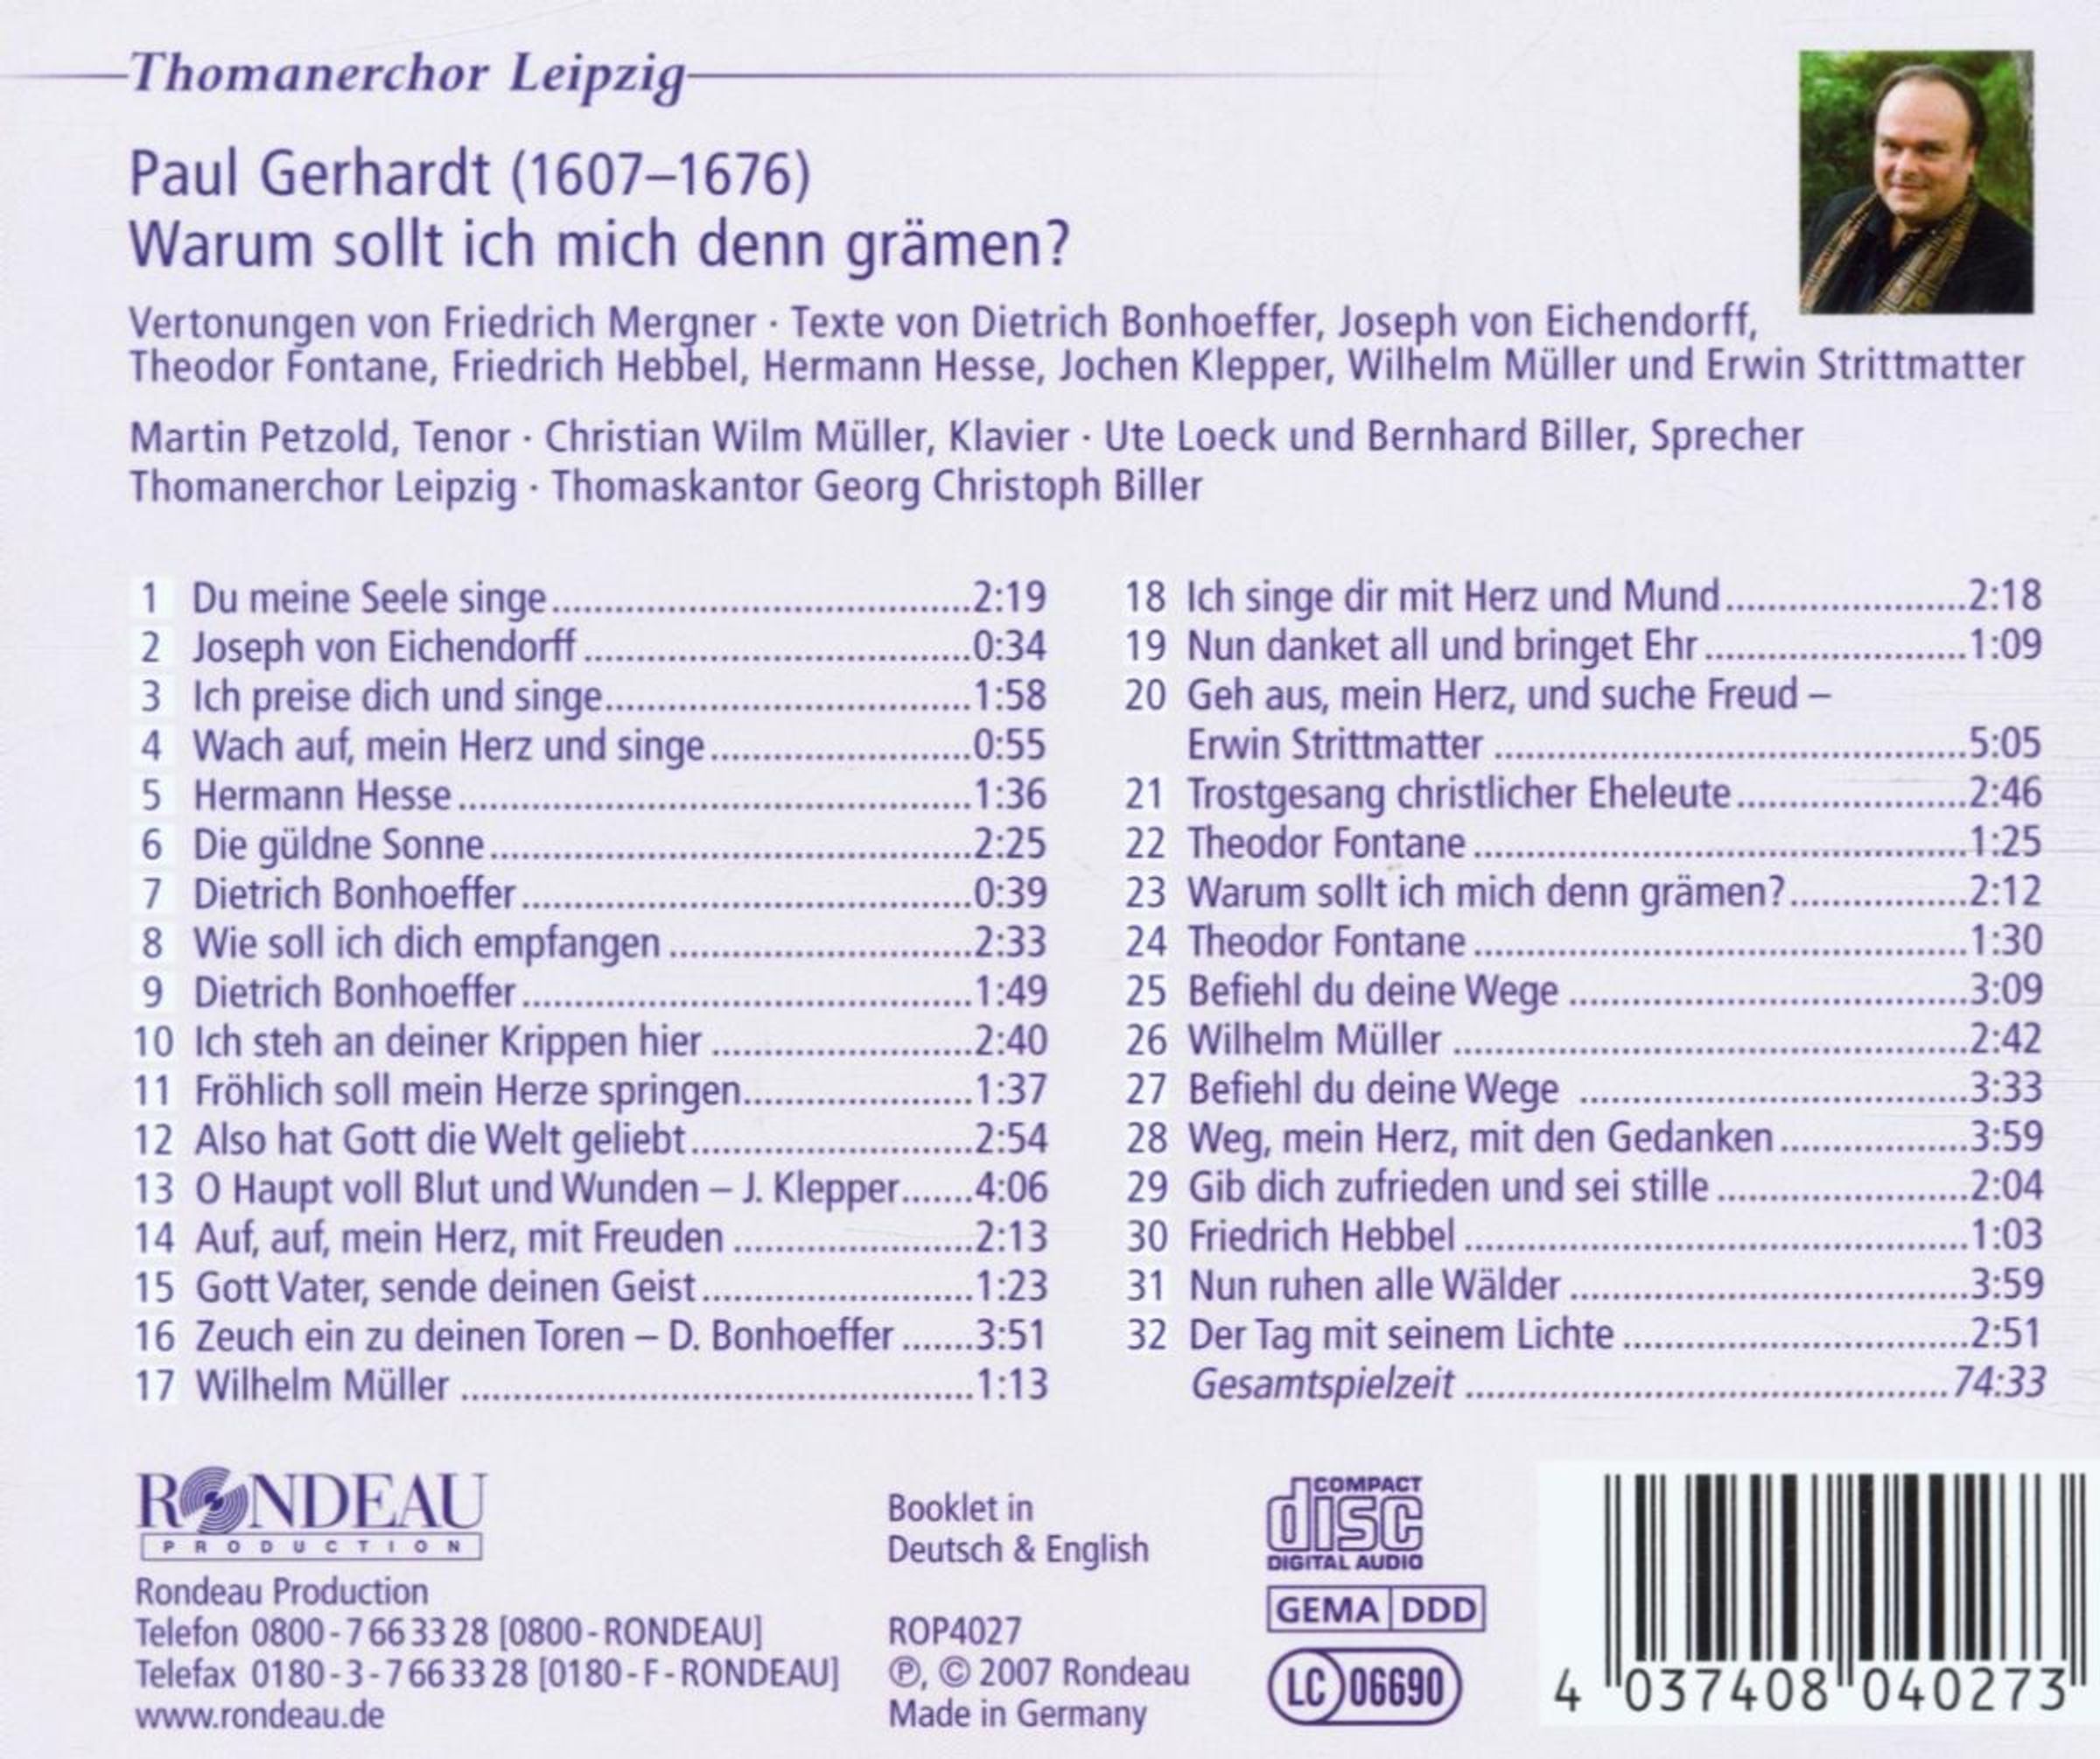 Thomanerchor Leipzig
Paul Gerhardt (1607–1676)
Warum sollt ich mich denn grämen?
Vertonungen von Friedrich Mergner · Texte von Dietrich Bonhoeffer, Joseph von Eichendorff,
Theodor Fontane, Friedrich Hebbel, Hermann Hesse, Jochen Klepper, Wilhelm Müller und Erwin Strittmatter
Martin Petzold, Tenor · Christian Wilm Müller, Klavier · Ute Loeck und Bernhard Biller, Sprecher
Thomanerchor Leipzig · Thomaskantor Georg Christoph Biller
1 Du meine Seele singe 2:19
2 Joseph von Eichendorff 0:34
3 Ich preise dich und singe 1:58
4 Wach auf, mein Herz und singe 0:55
5 Hermann Hesse 1:36
6 Die güldne Sonne 2:25
7 Dietrich Bonhoeffer 0:39
8 Wie soll ich dich empfangen 2:33
9 Dietrich Bonhoeffer 1:49
10 Ich steh an deiner Krippen hier 2:40
11 Fröhlich soll mein Herze springen 1:37
12 Also hat Gott die Welt geliebt 2:54
13 O Haupt voll Blut und Wunden – J. Klepper 4:06
14 Auf, auf, mein Herz, mit Freuden 2:13
15 Gott Vater, sende deinen Geist 1:23
16 Zeuch ein zu deinen Toren – D. Bonhoeffer 3:51
17 Wilhelm Müller 1:13
18 Ich singe dir mit Herz und Mund 2:18
19 Nun danket all und bringet Ehr 1:09
20 Geh aus, mein Herz, und suche Freud –
Erwin Strittmatter 5:05
21 Trostgesang christlicher Eheleute 2:46
22 Theodor Fontane 1:25
23 Warum sollt ich mich denn grämen? 2:12
24 Theodor Fontane 1:30
25 Befiehl du deine Wege 3:09
26 Wilhelm Müller 2:42
27 Befiehl du deine Wege 3:33
28 Weg, mein Herz, mit den Gedanken 3:59
29 Gib dich zufrieden und sei stille 2:04
30 Friedrich Hebbel 1:03
31 Nun ruhen alle Wälder 3:59
32 Der Tag mit seinem Lichte 2:51
Gesamtspielzeit 74:33
RONDEAU
PRODUCTION
Rondeau Production
Telefon 0800-7663328 [0800-RONDEAU]
Telefax 0180-3-7663328 [0180-F-RONDEAU]
www.rondeau.de
Booklet in
Deutsch & English
ROP4027
℗, © 2007 Rondeau
Made in Germany
COMPACT
disc
DIGITAL AUDIO
GEMA DDD
LC 06690
4 037408 040273